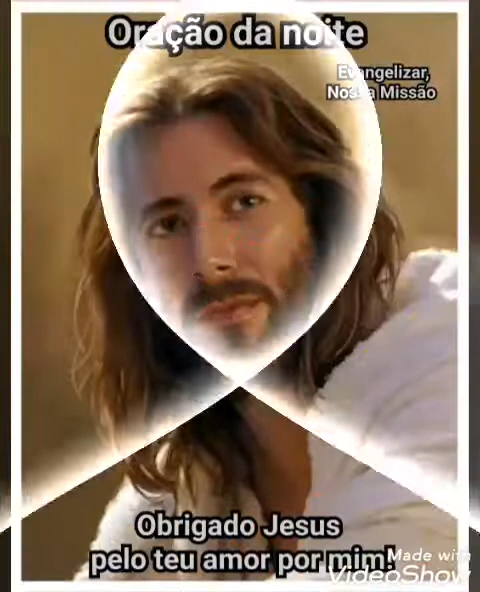 Oração da noite
Evangelizar,
Nossa Missão
Obrigado Jesus
pelo teu amor por mim!
Made with
VideoShow